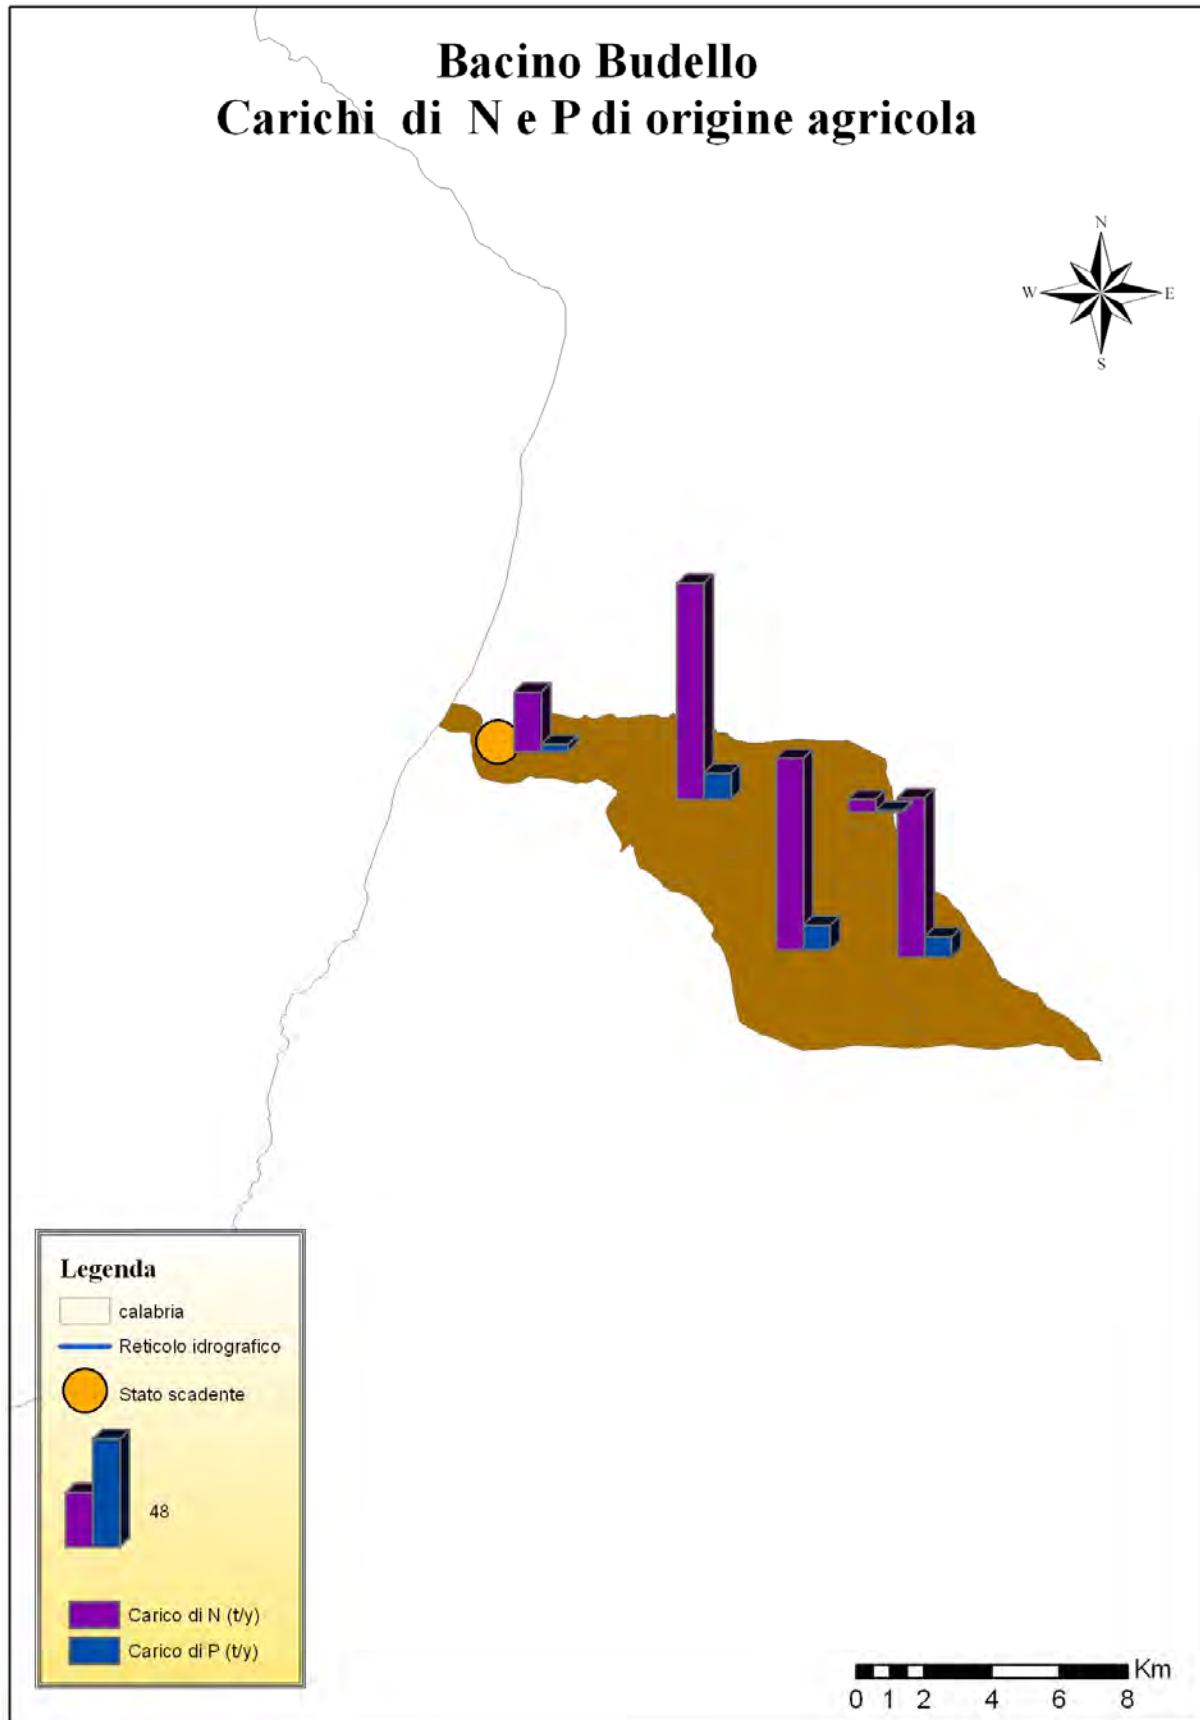 Bacino Budello
Carichi di N e P di origine agricola
N
W
E
S
Legenda
calabria
Reticolo idrografico
Stato scadente
48
Carico di N (t/y)
Carico di P (t/y)
Km
0 1 2 4 6 8